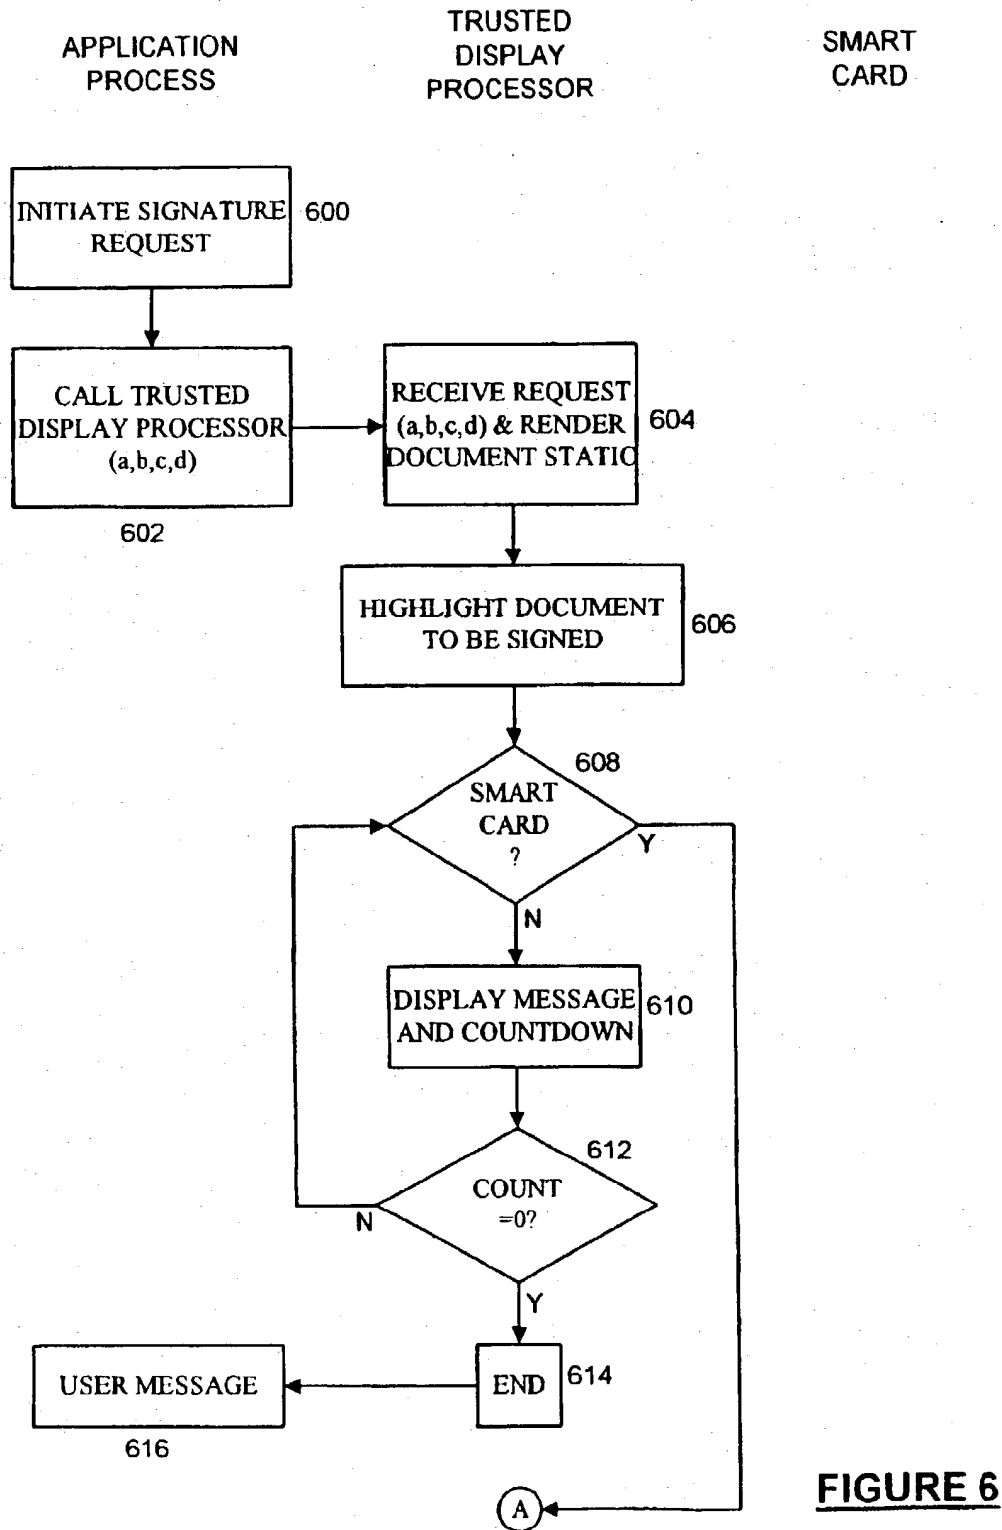 APPLICATION
PROCESS
TRUSTED
DISPLAY
PROCESSOR
SMART
CARD
INITIATE SIGNATURE
REQUEST
600
CALL TRUSTED
DISPLAY PROCESSOR
(a,b,c,d)
602
RECEIVE REQUEST
(a,b,c,d) & RENDER
DOCUMENT STATIC
604
HIGHLIGHT DOCUMENT
TO BE SIGNED
606
608
SMART
CARD
?
Y
N
DISPLAY MESSAGE
AND COUNTDOWN
610
612
COUNT
=0?
N
Y
USER MESSAGE
616
END
614
A
FIGURE 6